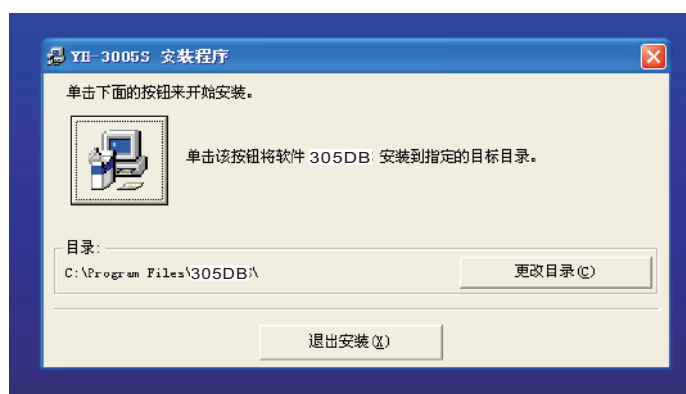 YH-3005S 安装程序
单击下面的按钮来开始安装。
单击该按钮将软件 305DB 安装到指定的目标目录。
目录:
C:\Program Files\305DB\
更改目录(C)
退出安装(X)